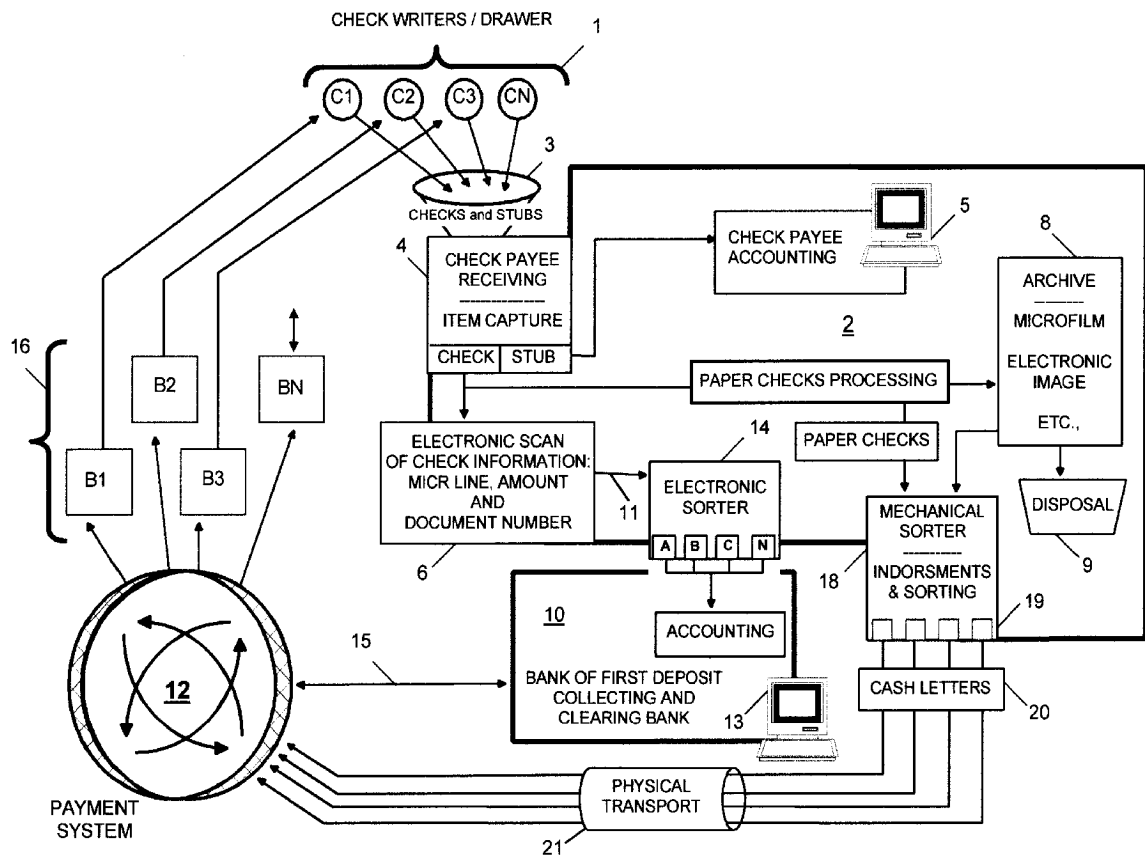 CHECK WRITERS / DRAWER
1
C1
C2
C3
CN
3
CHECKS and STUBS
4
CHECK PAYEE
RECEIVING
ITEM CAPTURE
CHECK
STUB
CHECK PAYEE
ACCOUNTING
5
8
ARCHIVE
MICROFILM
ELECTRONIC
IMAGE
ETC.,
2
16
B2
BN
B1
B3
PAPER CHECKS PROCESSING
PAPER CHECKS
ELECTRONIC SCAN
OF CHECK INFORMATION:
MICR LINE, AMOUNT
AND
DOCUMENT NUMBER
6
11
14
ELECTRONIC
SORTER
A
B
C
N
DISPOSAL
9
MECHANICAL
SORTER
INDORSMENTS
& SORTING
18
19
10
ACCOUNTING
BANK OF FIRST DEPOSIT
COLLECTING AND
CLEARING BANK
13
15
12
CASH LETTERS
20
PHYSICAL
TRANSPORT
21
PAYMENT
SYSTEM